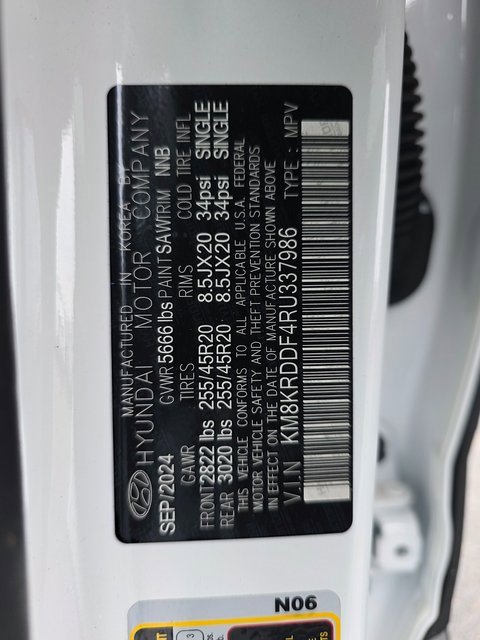 MANUFACTURED IN KOREA BY
HYUNDAI MOTOR COMPANY
SEP/2024 GVWR 5666 lbs PAINT SAW TRIM NNB
GAWR TIRES RIMS COLD TIRE INFL
FRONT 2822 lbs 255/45R20 8.5JX20 34psi SINGLE
REAR 3020 lbs 255/45R20 8.5JX20 34psi SINGLE
THIS VEHICLE CONFORMS TO ALL APPLICABLE U.S.A. FEDERAL
MOTOR VEHICLE SAFETY AND THEFT PREVENTION STANDARDS
IN EFFECT ON THE DATE OF MANUFACTURE SHOWN ABOVE
V.I.N KM8KRDDF4RU337986 TYPE : MPV
N06